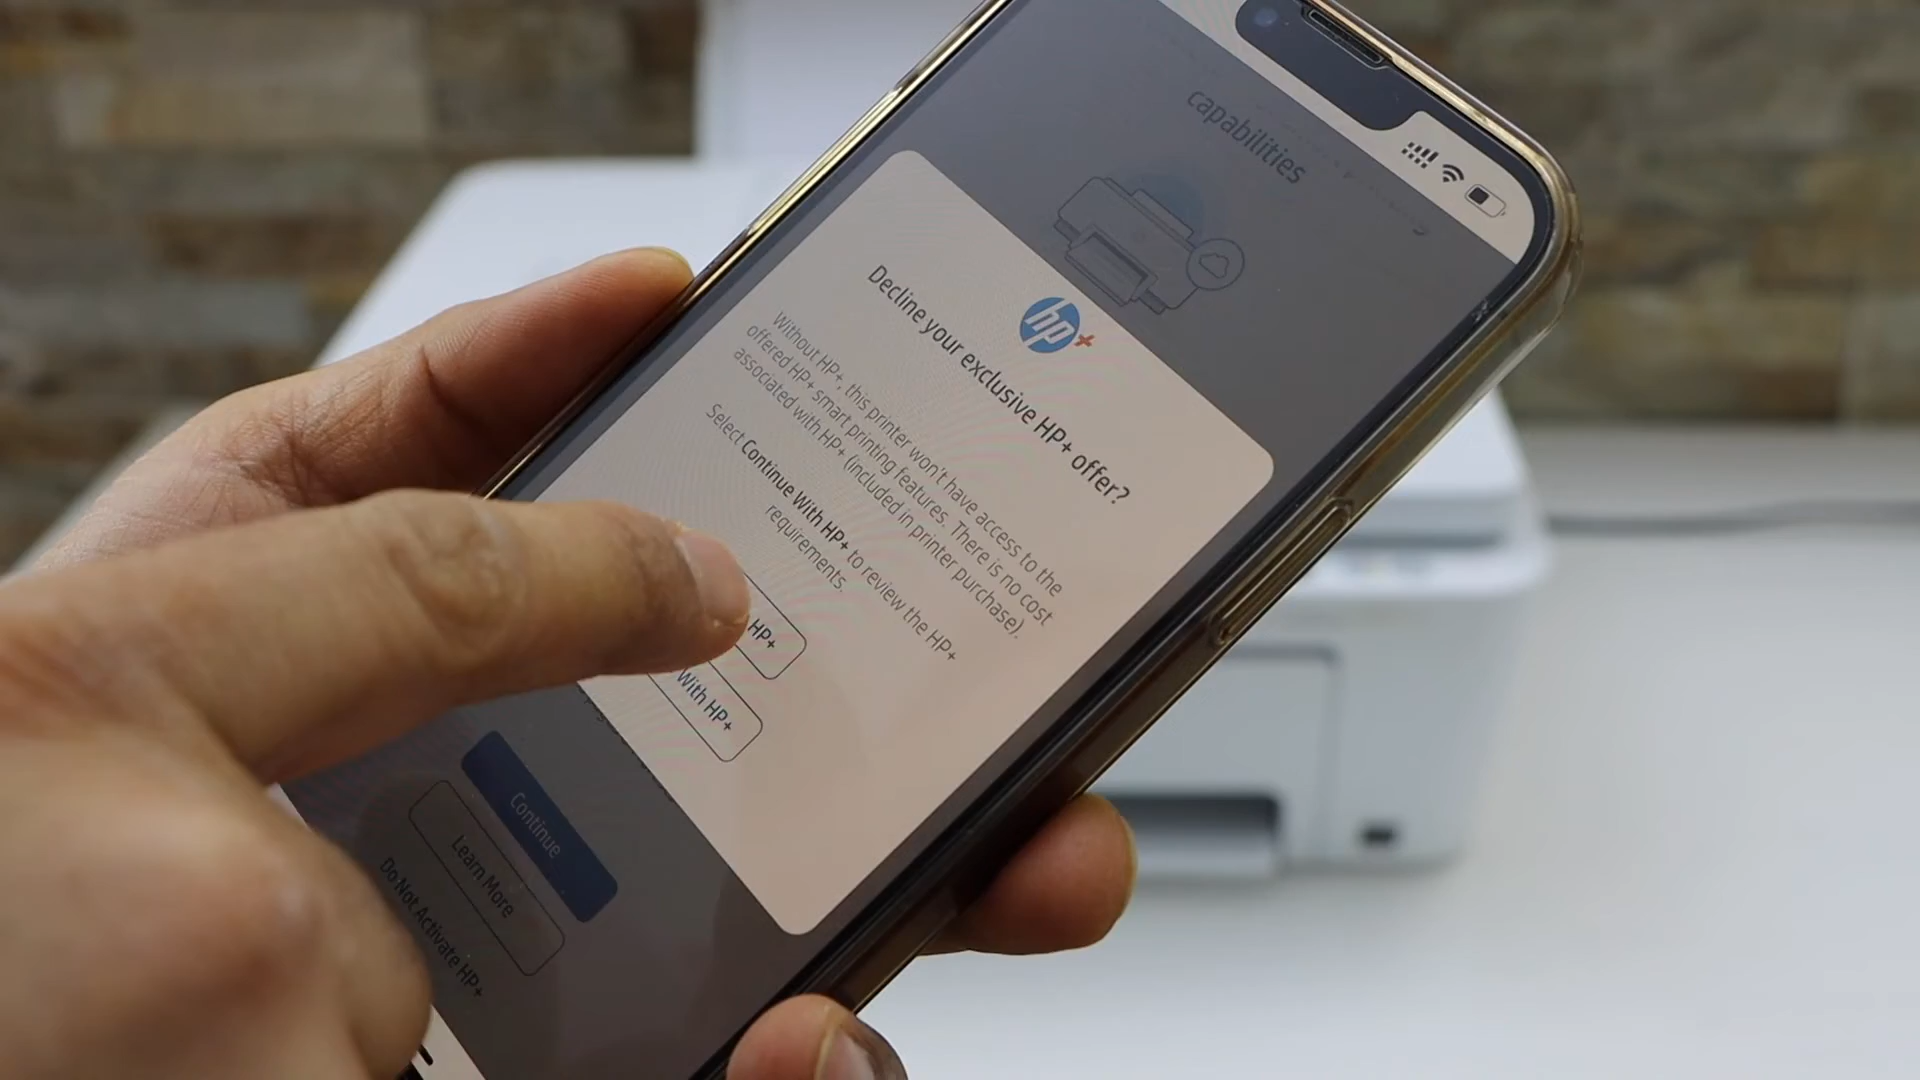 capabilities
hp+
Decline your exclusive HP+ offer?
Without HP+, this printer won't have access to the
offered HP+ smart printing features. There is no cost
associated with HP+ (included in printer purchase).
Select Continue With HP+ to review the HP+
requirements.
HP+
With HP+
Continue
Learn More
Do Not Activate HP+